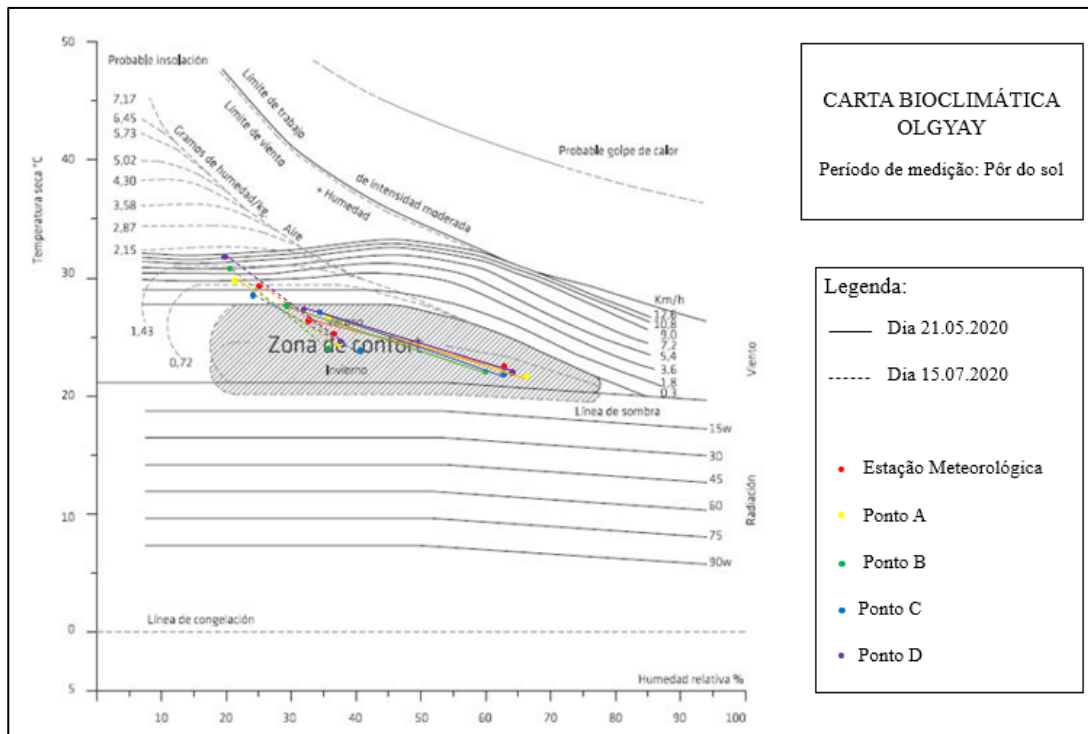 50
40
30
20
10
0
5
Temperatura seca °C
Probable insolación
7,17
6,45
5,73
5,02
4,30
3,58
2,87
2,15
1,43
0,72
Gramos de humedad/kg
Aire
Límite de trabajo
de intensidad moderada
Límite de viento
+ Humedad
Probable golpe de calor
Km/h
12,6
10,8
9,0
7,2
5,4
3,6
1,8
0,3
Viento
Zona de confort
Invierno
Línea de sombra
15w
30
45
60
75
90w
Radiación
Línea de congelación
Humedad relativa %
10 20 30 40 50 60 70 80 90 100
CARTA BIOCLIMÁTICA
OLGYAY
Período de medição: Pôr do sol
Legenda:
Dia 21.05.2020
Dia 15.07.2020
Estação Meteorológica
Ponto A
Ponto B
Ponto C
Ponto D